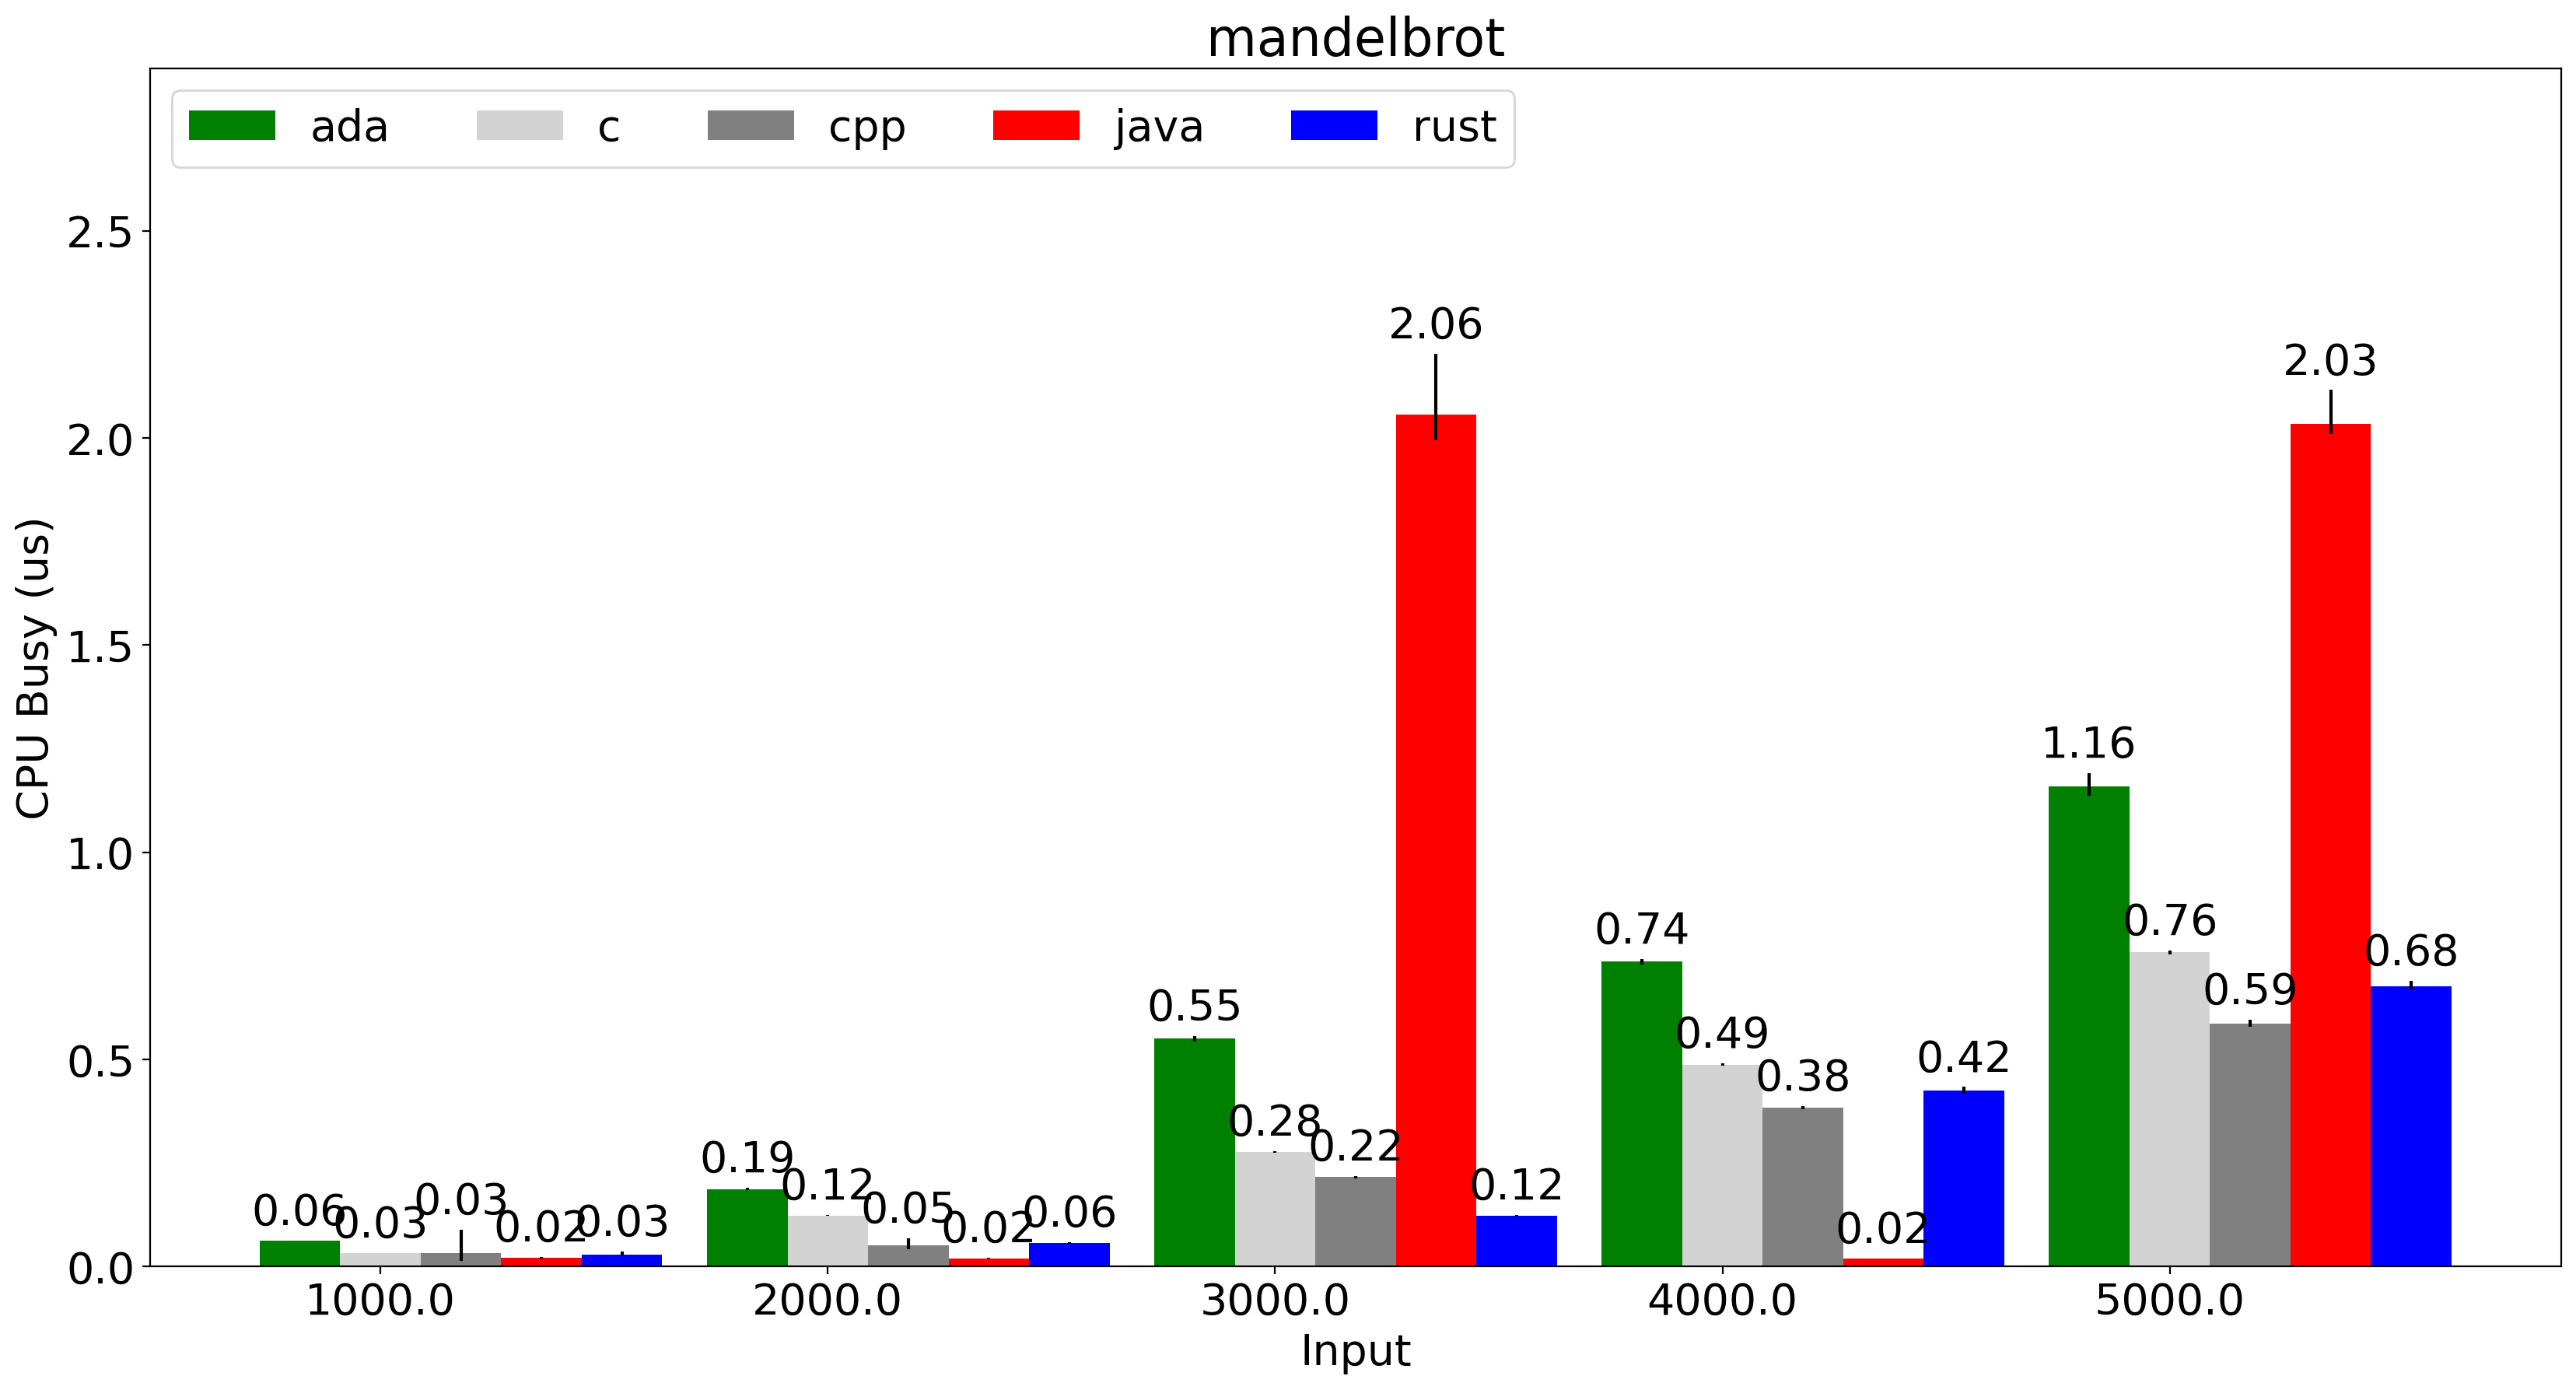 mandelbrot
ada c cpp java rust
CPU Busy (us)
2.5
2.0
1.5
1.0
0.5
0.0
0.06 0.03 0.03 0.02 0.03
0.19 0.12 0.05 0.02 0.06
0.55 0.28 0.22 2.06 0.12
0.74 0.49 0.38 0.02 0.42
1.16 0.76 0.59 2.03 0.68
1000.0 2000.0 3000.0 4000.0 5000.0
Input